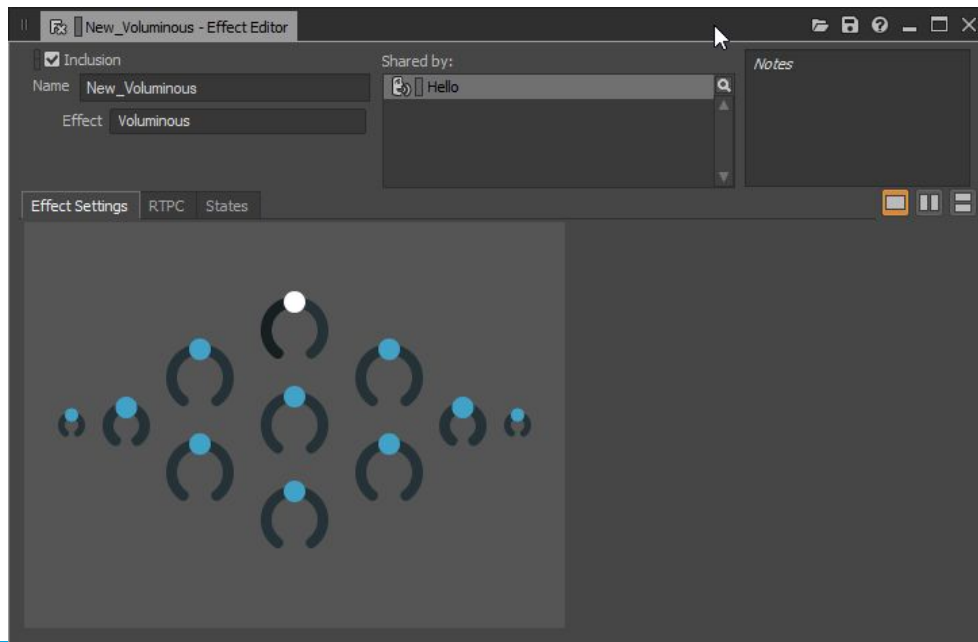 New_Voluminous - Effect Editor
Inclusion
Name New_Voluminous
Effect Voluminous
Shared by:
Hello
Notes
Effect Settings RTPC States